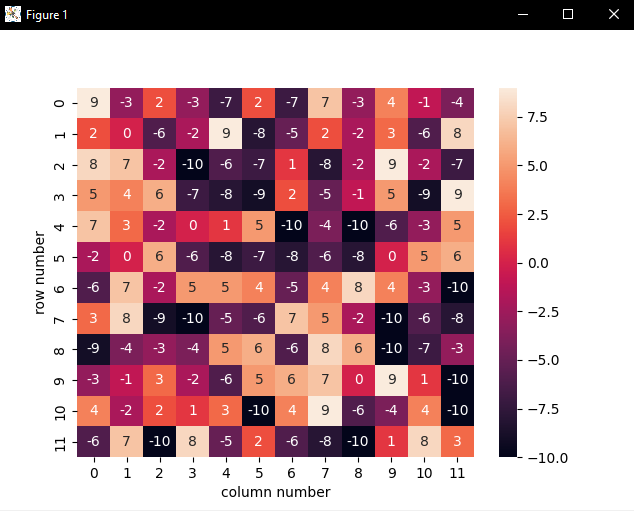 Figure 1
0 9 -3 2 -3 -7 2 -7 7 -3 4 -1 -4
1 2 0 -6 -2 9 -8 -5 2 -2 3 -6 8
2 8 7 -2 -10 -6 -7 1 -8 -2 9 -2 -7
3 5 4 6 -7 -8 -9 2 -5 -1 5 -9 9
4 7 3 -2 0 1 5 -10 -4 -10 -6 -3 5
5 -2 0 6 -6 -8 -7 -8 -6 -8 0 5 6
6 -6 7 -2 5 5 4 -5 4 8 4 -3 -10
7 3 8 -9 -10 -5 -6 7 5 -2 -10 -6 -8
8 -9 -4 -3 -4 5 6 -6 8 6 -10 -7 -3
9 -3 -1 3 -2 -6 5 6 7 0 9 1 -10
10 4 -2 2 1 3 -10 4 9 -6 -4 4 -10
11 -6 7 -10 8 -5 2 -6 -8 -10 1 8 3
0 1 2 3 4 5 6 7 8 9 10 11
column number
row number
7.5
5.0
2.5
0.0
-2.5
-5.0
-7.5
-10.0